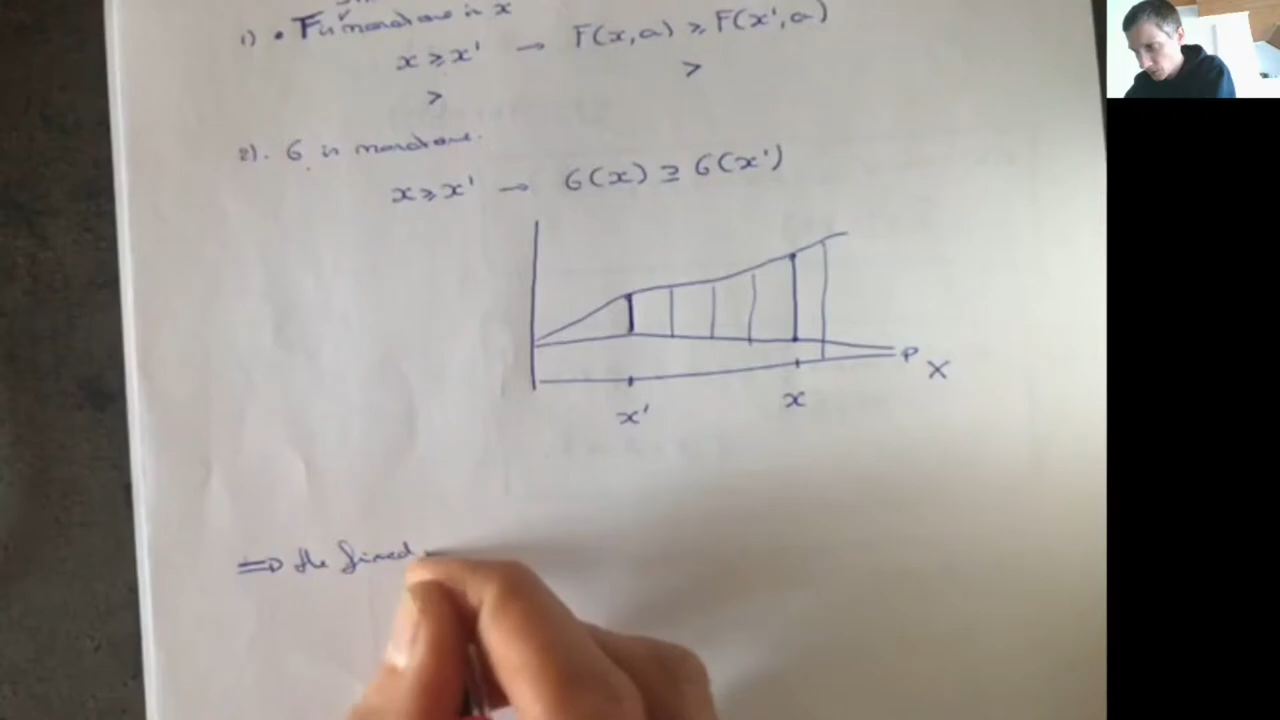 1) • F is monotone in x
x ≥ x' → F(x,a) ≥ F(x',a)
> >
2). G is monotone.
x ≥ x' → G(x) ⊇ G(x')
P
X
x' x
⇒ the fixed